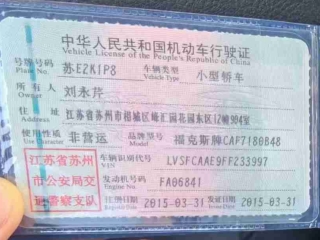 中华人民共和国机动车行驶证
Vehicle License of the People's Republic of China
号牌号码 苏EZK1P8 车辆类型 小型轿车
Plate No. Vehicle Type
所有人 刘永芹
Owner
住址 江苏省苏州市相城区峰汇园花园东区12幢904室
Address
使用性质 非营运 品牌型号 福克斯牌CAF7180B48
Use Character Model
车辆识别代号 LVSFCAAE9FF233997
VIN
发动机号码 FA06841
Engine No.
注册日期 2015-03-31 发证日期 2015-03-31
Register Date Issue Date
江苏省苏州
市公安局交
通警察支队